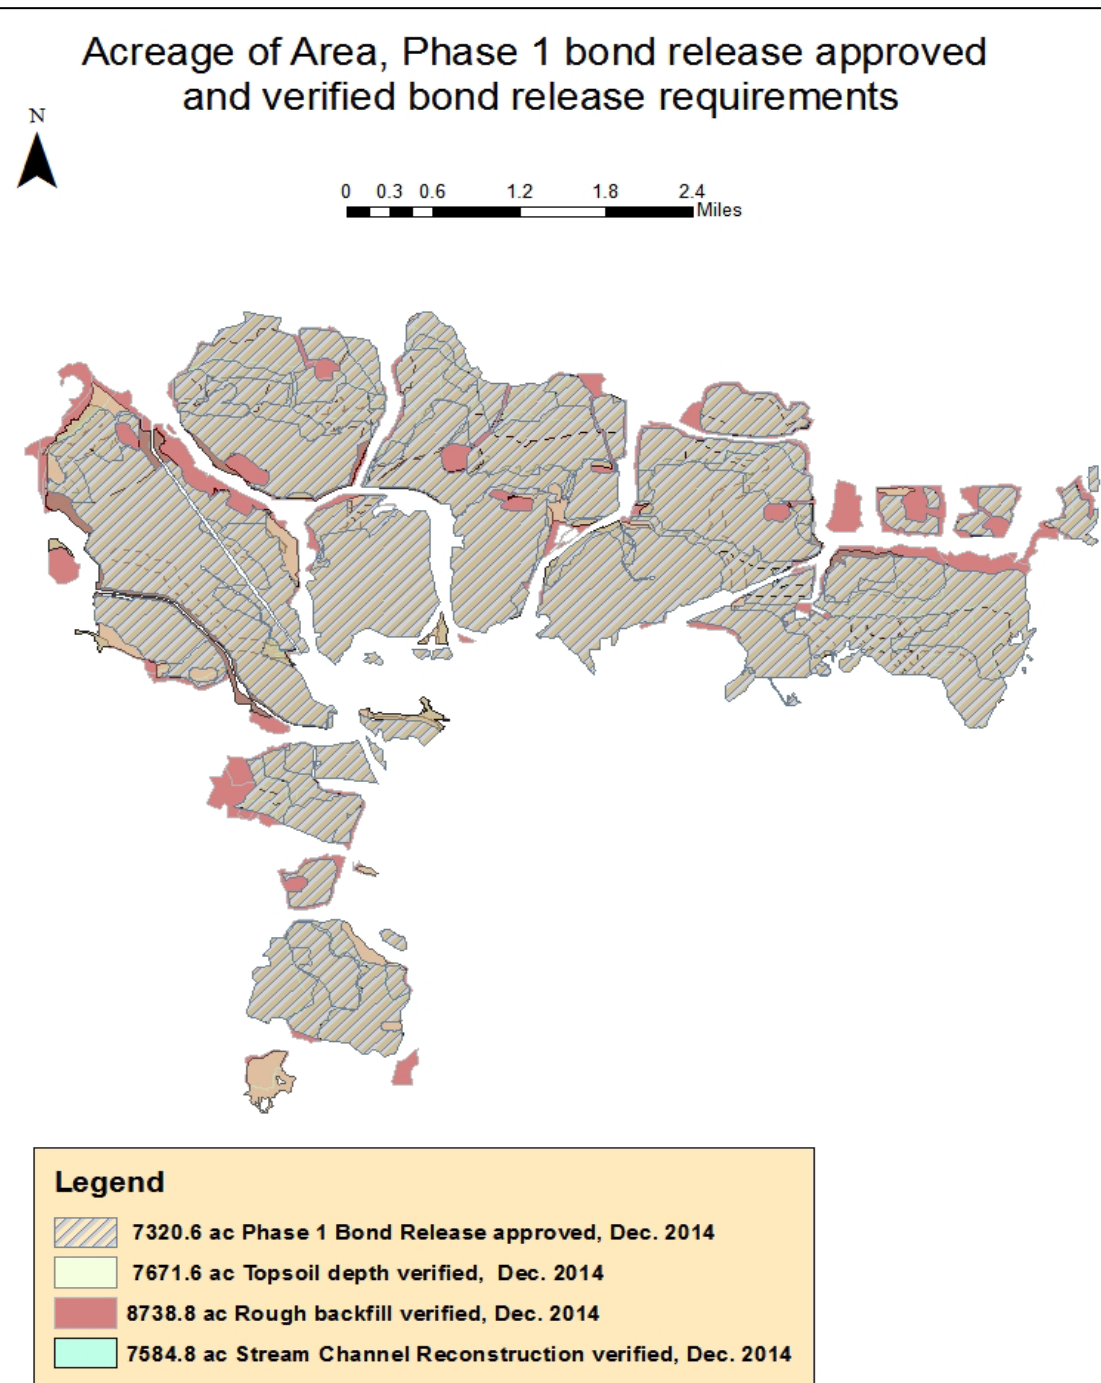 Acreage of Area, Phase 1 bond release approved
and verified bond release requirements
N
0 0.3 0.6 1.2 1.8 2.4
Miles
Legend
7320.6 ac Phase 1 Bond Release approved, Dec. 2014
7671.6 ac Topsoil depth verified, Dec. 2014
8738.8 ac Rough backfill verified, Dec. 2014
7584.8 ac Stream Channel Reconstruction verified, Dec. 2014